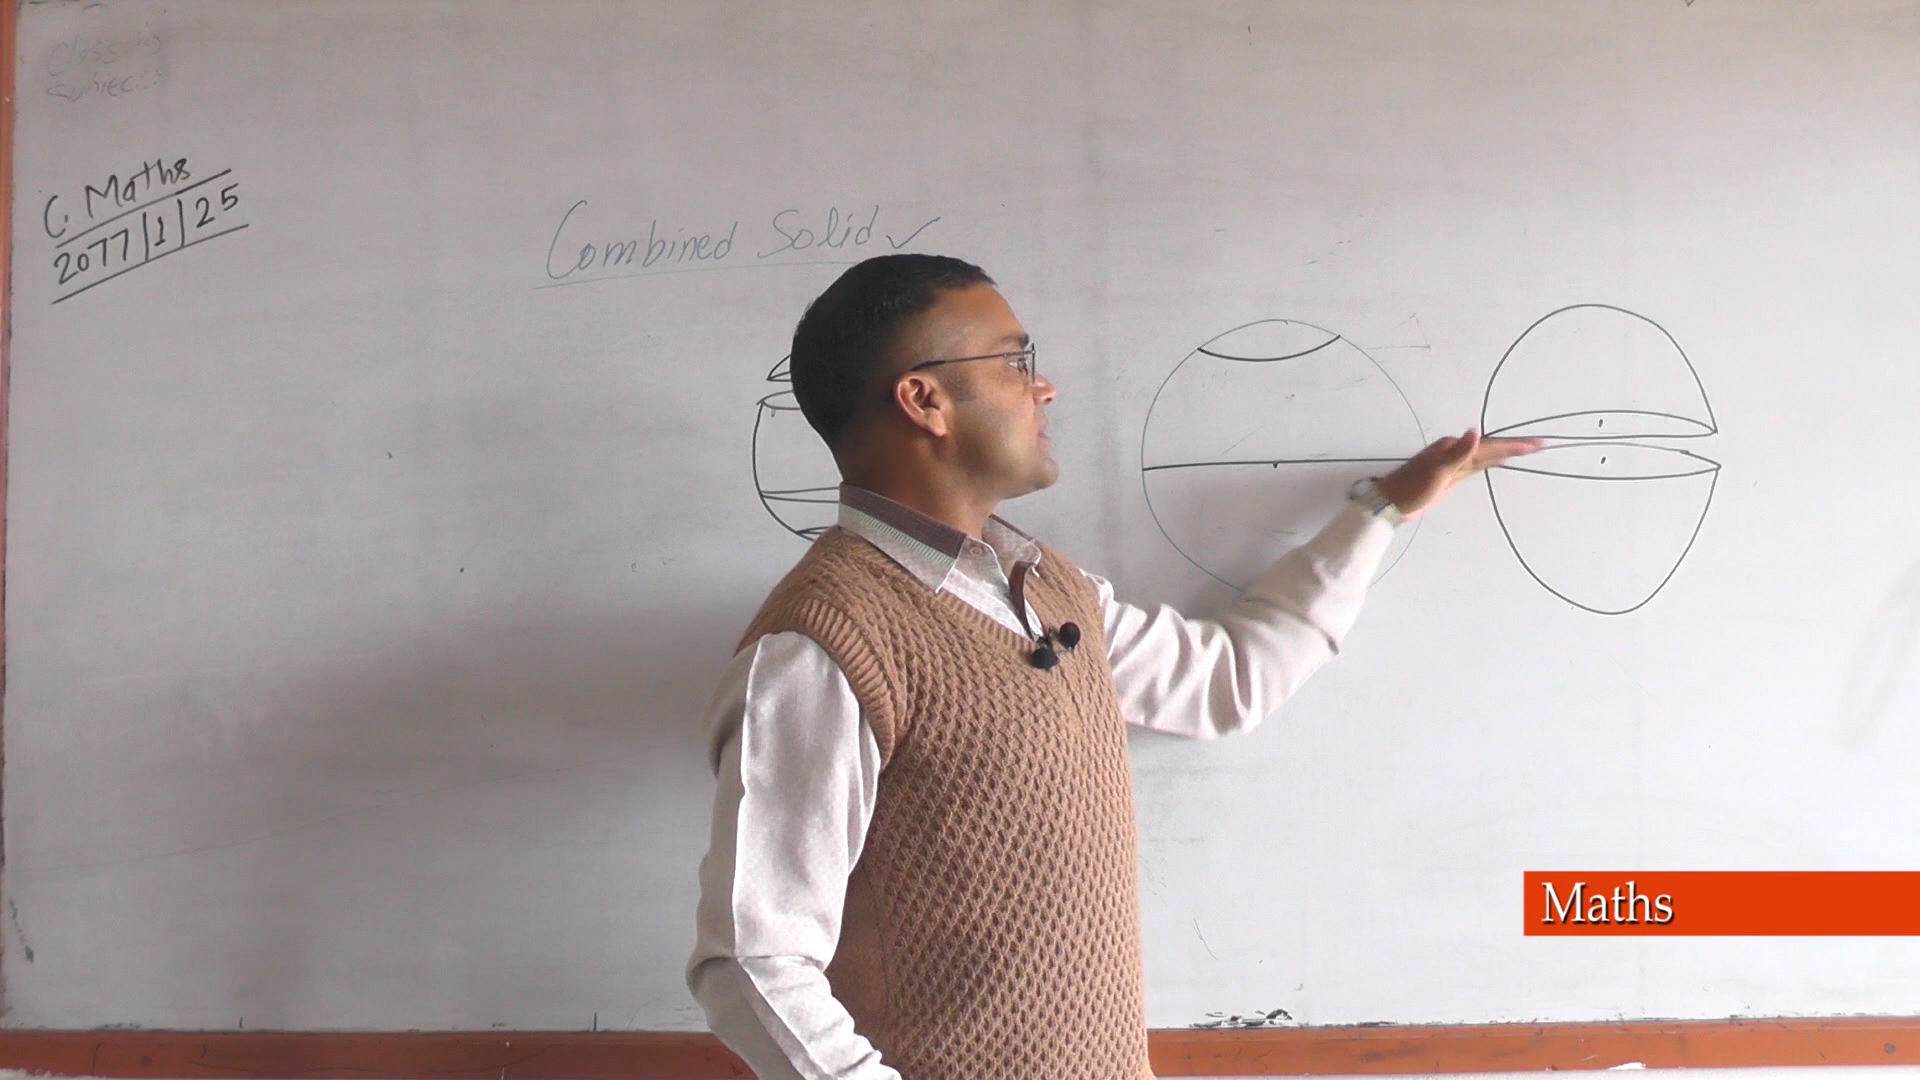 C. Maths
2077/1/25
Combined Solid ✓
Maths